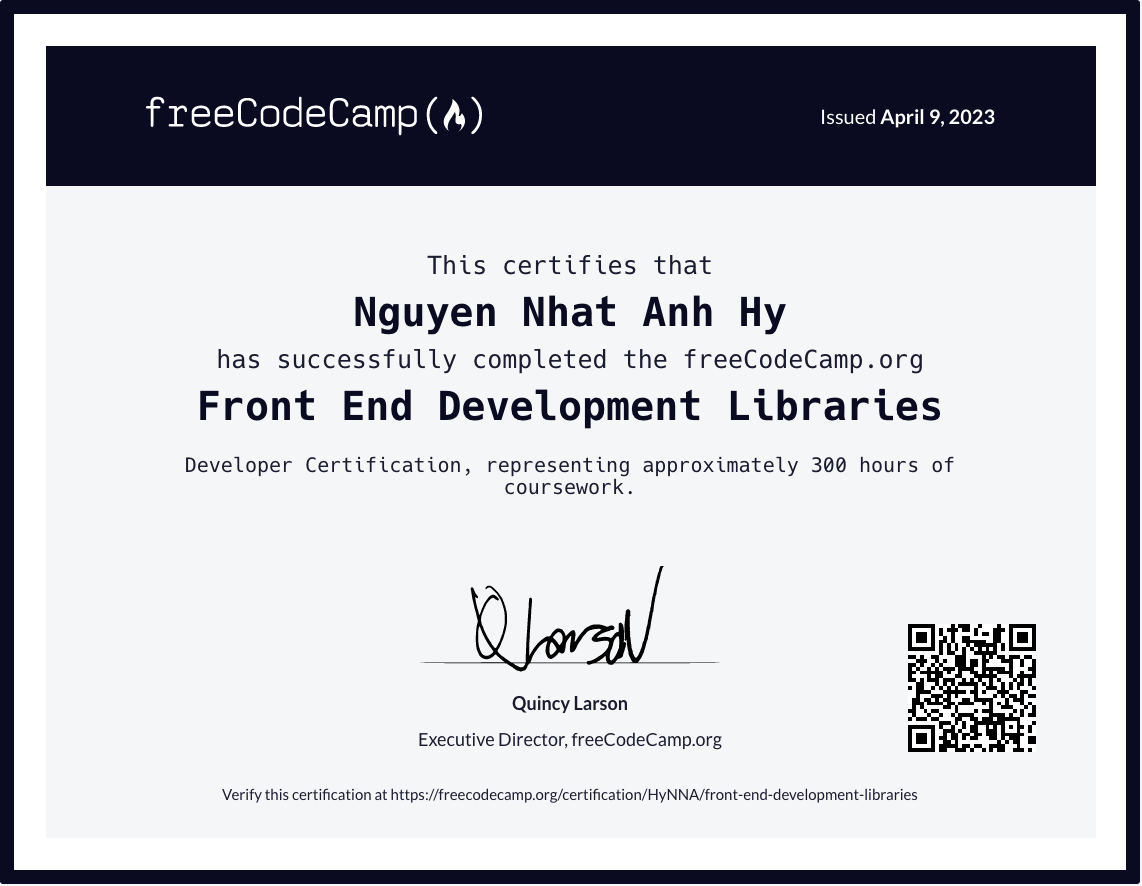 freeCodeCamp(🔥)
Issued April 9, 2023
This certifies that
Nguyen Nhat Anh Hy
has successfully completed the freeCodeCamp.org
Front End Development Libraries
Developer Certification, representing approximately 300 hours of
coursework.
Q Larson
Quincy Larson
Executive Director, freeCodeCamp.org
Verify this certification at https://freecodecamp.org/certification/HyNNA/front-end-development-libraries